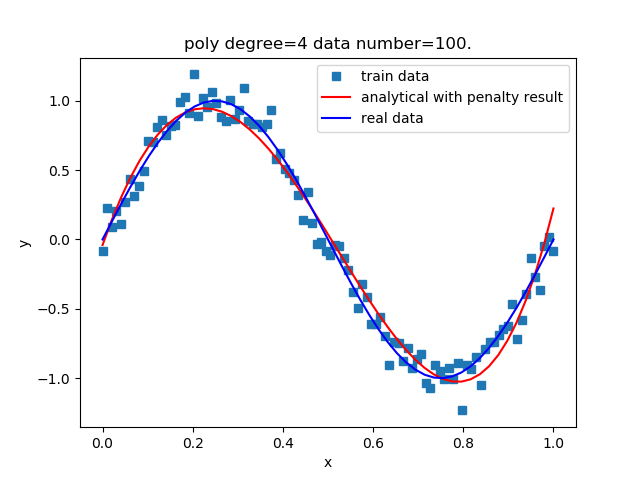 poly degree=4 data number=100.
train data
analytical with penalty result
real data
1.0
0.5
0.0
−0.5
−1.0
y
0.0 0.2 0.4 0.6 0.8 1.0
x